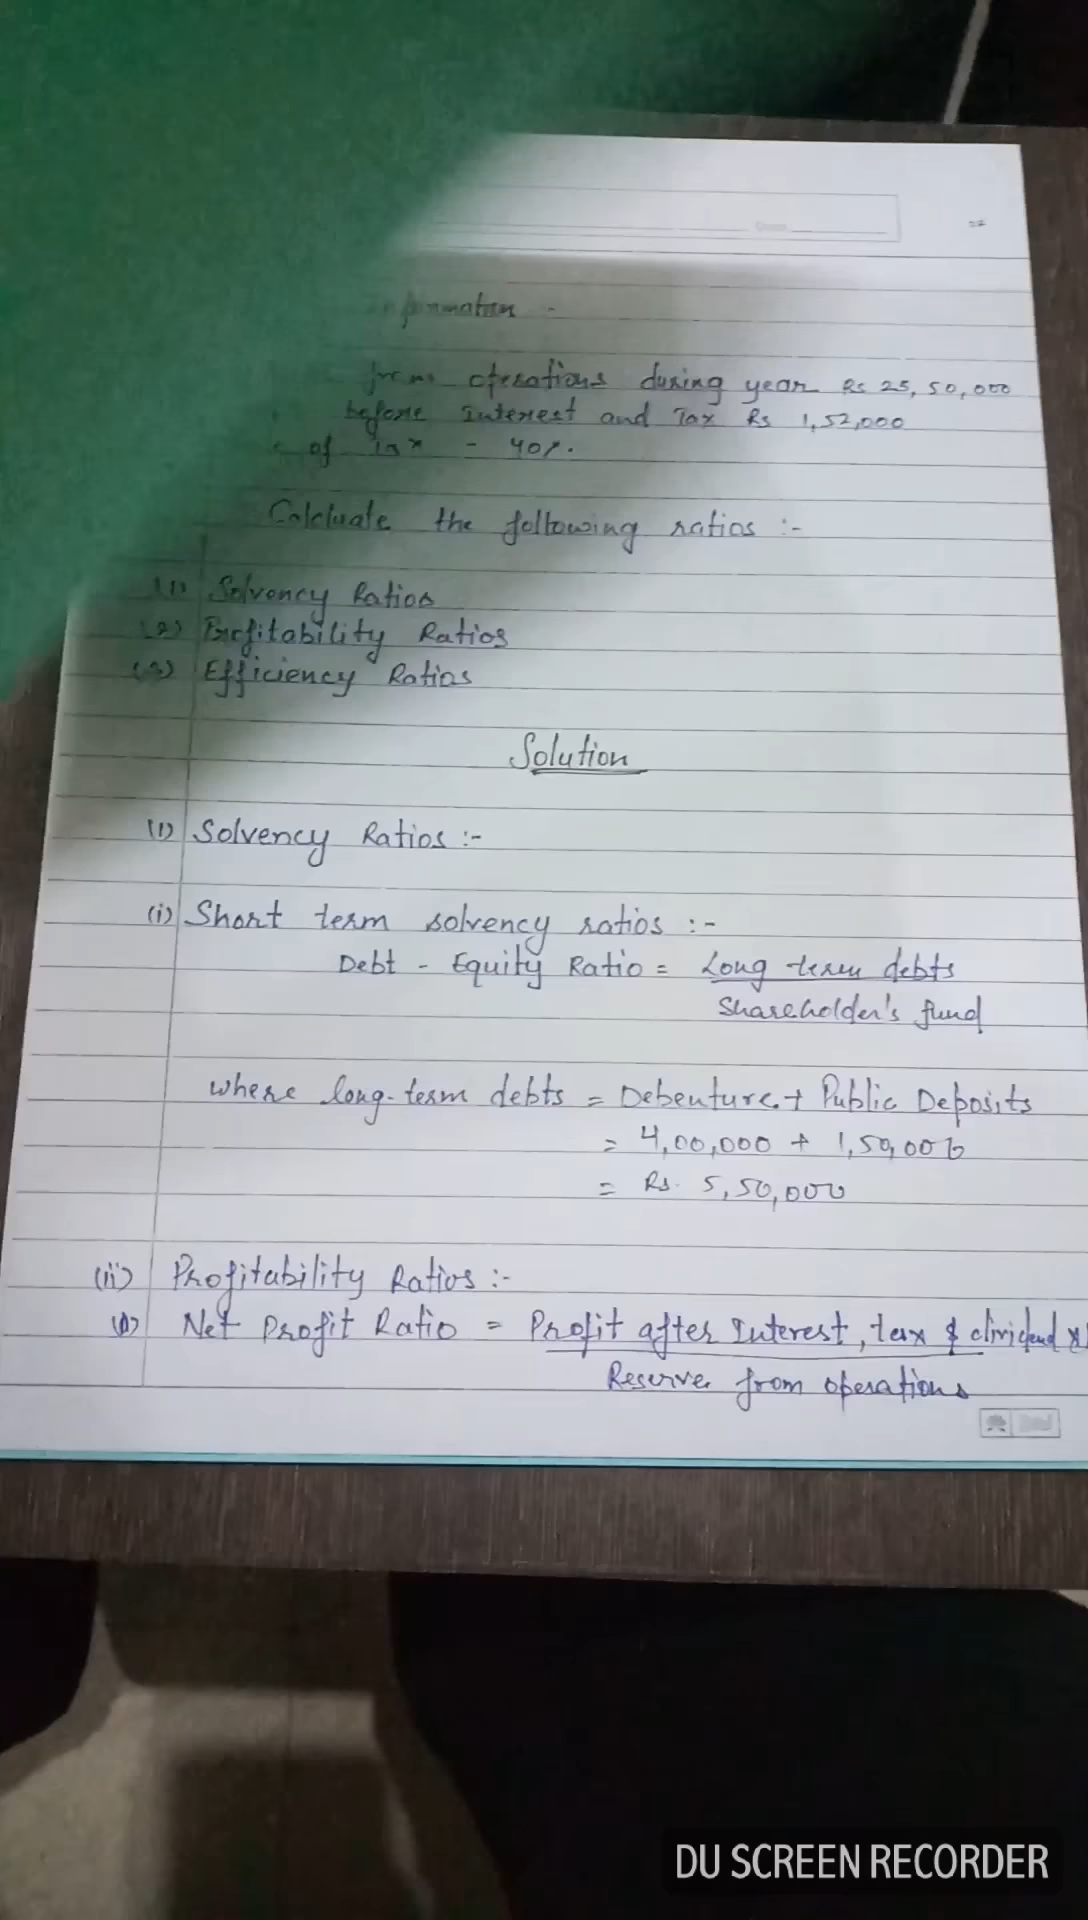 from operations during year Rs 25,50,000
before Interest and Tax Rs 1,52,000
of Tax - 40%.
Calcluate the following ratios :-
(1) Solvency Ratios
(2) Profitability Ratios
(3) Efficiency Ratios
Solution
(1) Solvency Ratios :-
(i) Short term solvency ratios :-
Debt - Equity Ratio = Long term debts
Shareholder's fund
where long-term debts = Debenture + Public Deposits
= 4,00,000 + 1,50,000
= Rs. 5,50,000
(ii) Profitability Ratios :-
(1) Net Profit Ratio = Profit after Interest, tax & dividend x
Reserve from operations
DU SCREEN RECORDER